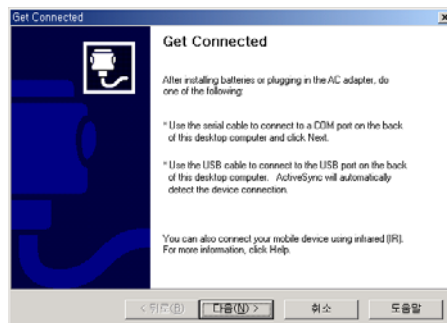 Get Connected
Get Connected
After installing batteries or plugging in the AC adapter, do
one of the following:
* Use the serial cable to connect to a COM port on the back
of this desktop computer and click Next.
* Use the USB cable to connect to the USB port on the back
of this desktop computer. ActiveSync will automatically
detect the device connection.
You can also connect your mobile device using infrared (IR).
For more information, click Help.
< 뒤로(B) 다음(N) > 취소 도움말